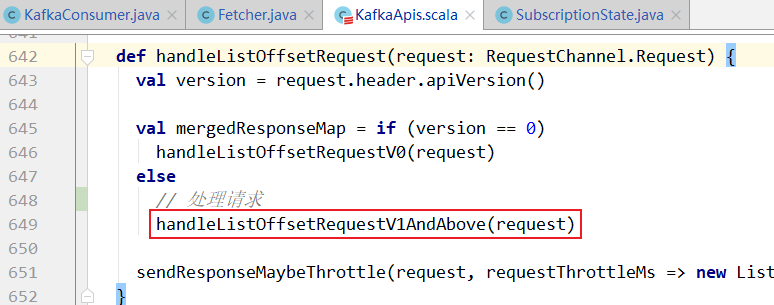 KafkaConsumer.java Fetcher.java KafkaApis.scala SubscriptionState.java
642 def handleListOffsetRequest(request: RequestChannel.Request) {
643 val version = request.header.apiVersion()
644
645 val mergedResponseMap = if (version == 0)
646 handleListOffsetRequestV0(request)
647 else
648 // 处理请求
649 handleListOffsetRequestV1AndAbove(request)
650
651 sendResponseMaybeThrottle(request, requestThrottleMs => new List
652 }